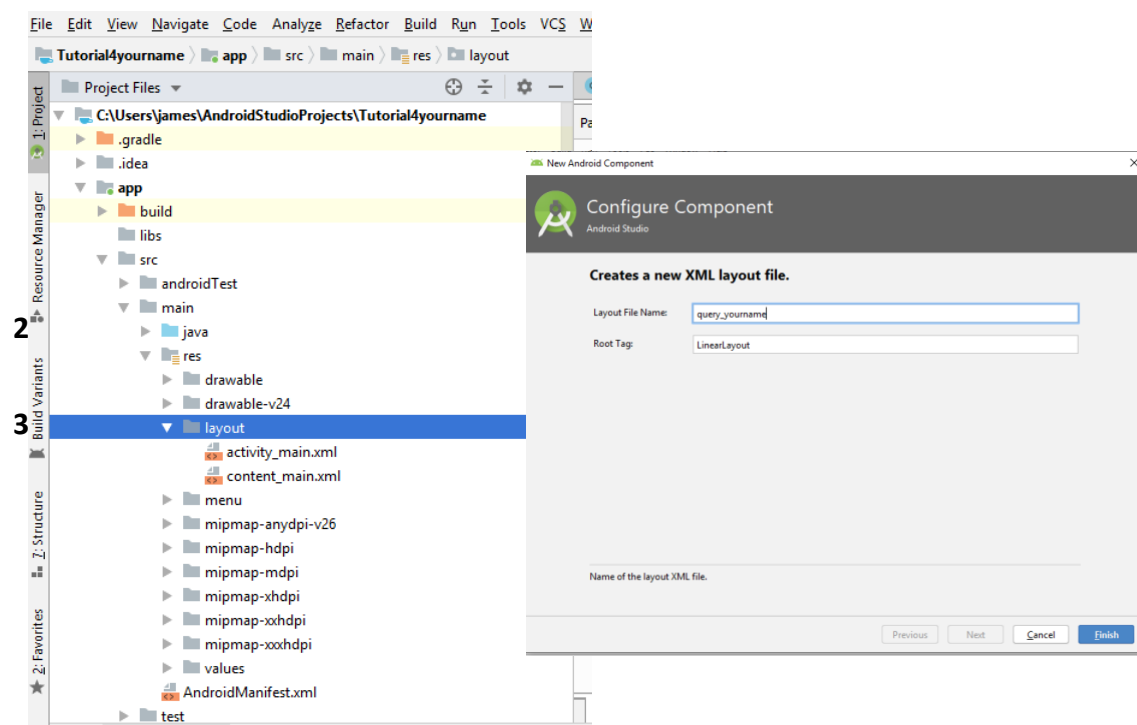 File Edit View Navigate Code Analyze Refactor Build Run Tools VCS W
Tutorial4yourname app src main res layout
Project Files
1: Project
Resource Manager
Build Variants
7: Structure
2: Favorites
2
3
C:\Users\james\AndroidStudioProjects\Tutorial4yourname
.gradle
.idea
app
build
libs
src
androidTest
main
java
res
drawable
drawable-v24
layout
activity_main.xml
content_main.xml
menu
mipmap-anydpi-v26
mipmap-hdpi
mipmap-mdpi
mipmap-xhdpi
mipmap-xxhdpi
mipmap-xxxhdpi
values
AndroidManifest.xml
test
Pa
New Android Component
Configure Component
Android Studio
Creates a new XML layout file.
Layout File Name: query_yourname
Root Tag: LinearLayout
Name of the layout XML file.
Previous Next Cancel Finish